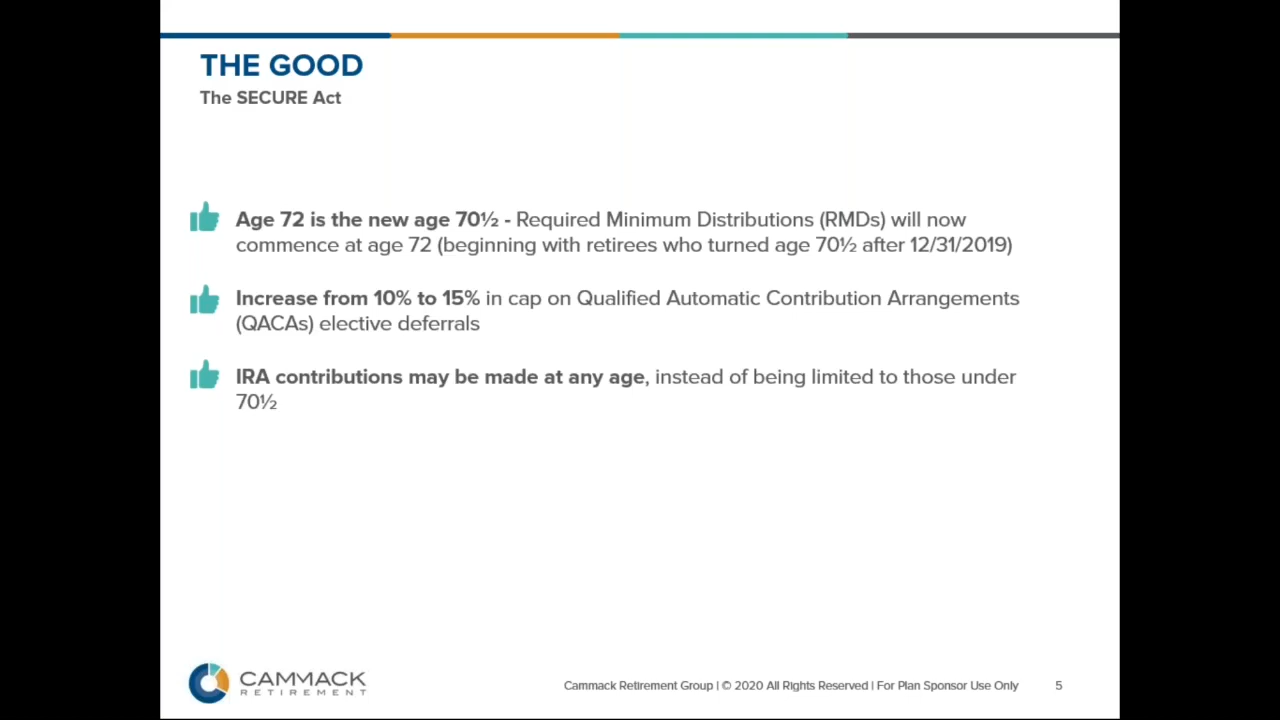 THE GOOD
The SECURE Act
Age 72 is the new age 70½ - Required Minimum Distributions (RMDs) will now
commence at age 72 (beginning with retirees who turned age 70½ after 12/31/2019)
Increase from 10% to 15% in cap on Qualified Automatic Contribution Arrangements
(QACAs) elective deferrals
IRA contributions may be made at any age, instead of being limited to those under
70½
CAMMACK
RETIREMENT
Cammack Retirement Group | © 2020 All Rights Reserved | For Plan Sponsor Use Only 5